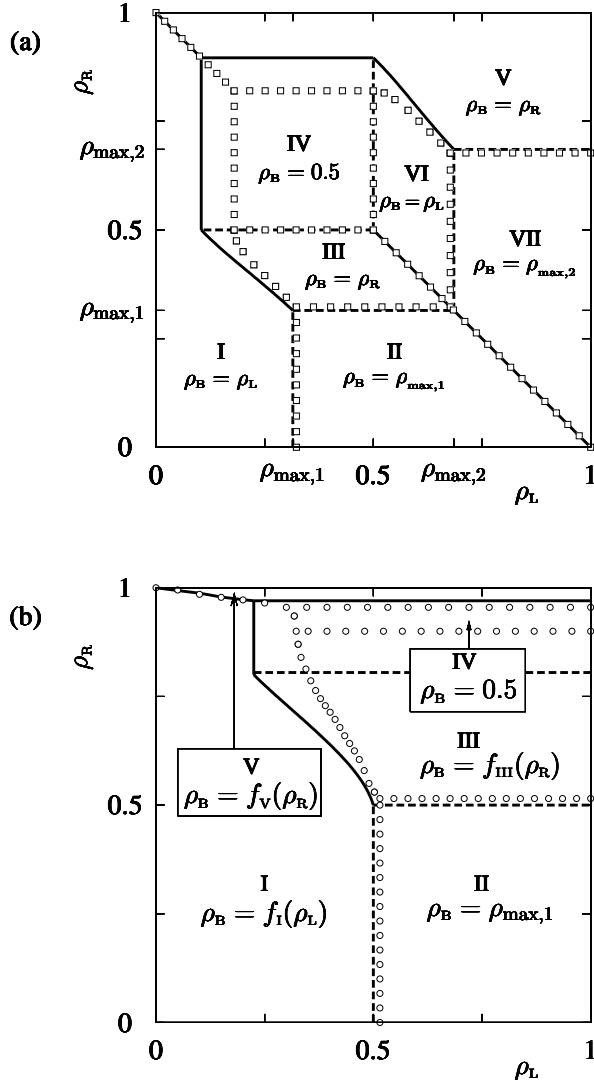 (a)
1
ρR
V
ρB = ρR
IV
ρB = 0.5
ρmax,2
VI
ρB = ρL
VII
ρB = ρmax,2
0.5
III
ρB = ρR
ρmax,1
I
ρB = ρL
II
ρB = ρmax,1
0
0 ρmax,1 0.5 ρmax,2 1
ρL
(b)
1
ρR
IV
ρB = 0.5
V
ρB = fV(ρR)
III
ρB = fIII(ρR)
0.5
I
ρB = fI(ρL)
II
ρB = ρmax,1
0
0 0.25 0.5 1
ρL